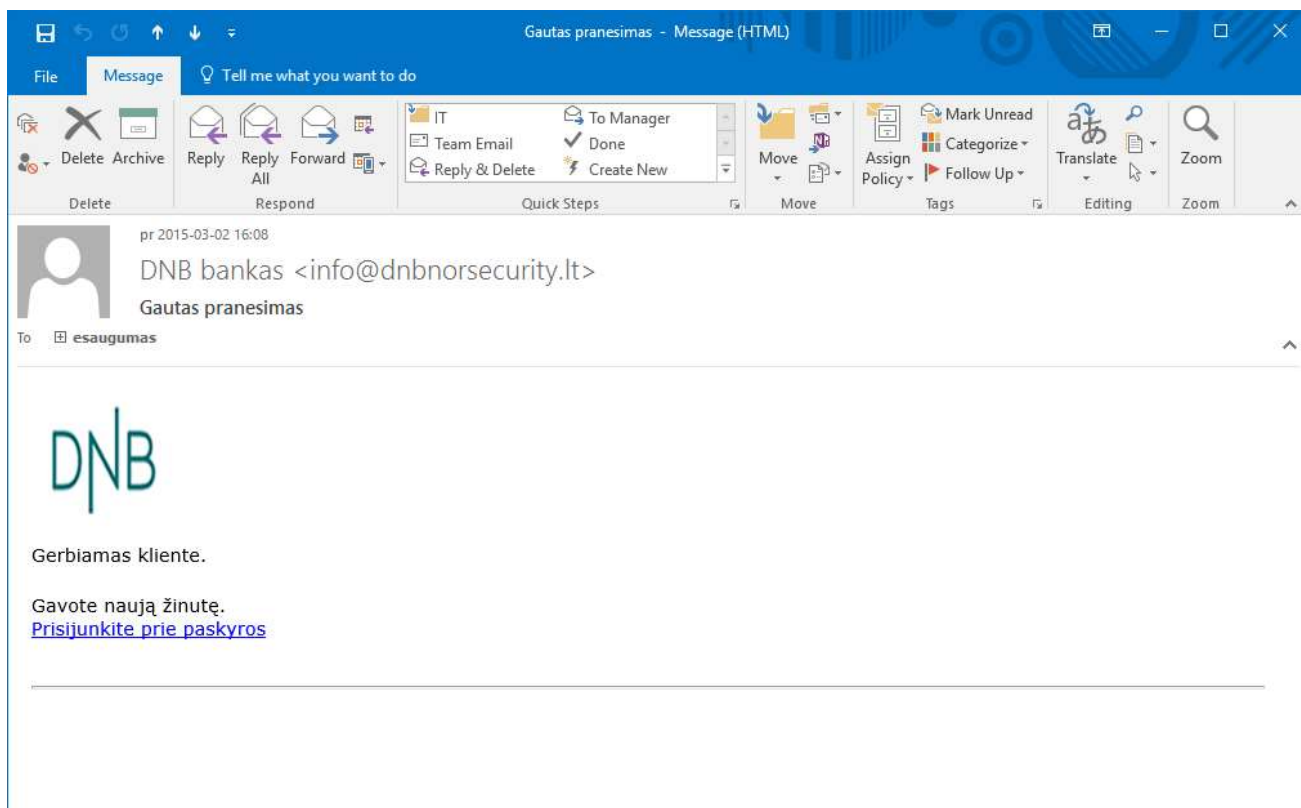 Gautas pranesimas - Message (HTML)
File Message Tell me what you want to do
Delete Archive Reply Reply All Forward
IT To Manager
Team Email Done
Reply & Delete Create New
Move
Assign Policy
Mark Unread
Categorize
Follow Up
Translate
Zoom
Delete Respond Quick Steps Move Tags Editing Zoom
pr 2015-03-02 16:08
DNB bankas <info@dnbnorsecurity.lt>
Gautas pranesimas
To esaugumas
DNB
Gerbiamas kliente.
Gavote naują žinutę.
Prisijunkite prie paskyros